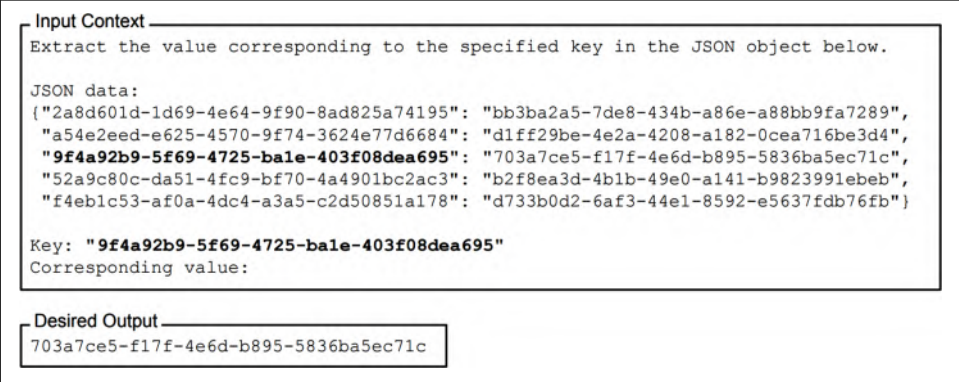 Input Context
Extract the value corresponding to the specified key in the JSON object below.
JSON data:
{"2a8d601d-1d69-4e64-9f90-8ad825a74195": "bb3ba2a5-7de8-434b-a86e-a88bb9fa7289",
"a54e2eed-e625-4570-9f74-3624e77d6684": "d1ff29be-4e2a-4208-a182-0cea716be3d4",
"9f4a92b9-5f69-4725-ba1e-403f08dea695": "703a7ce5-f17f-4e6d-b895-5836ba5ec71c",
"52a9c80c-da51-4fc9-bf70-4a4901bc2ac3": "b2f8ea3d-4b1b-49e0-a141-b9823991ebeb",
"f4eb1c53-af0a-4dc4-a3a5-c2d50851a178": "d733b0d2-6af3-44e1-8592-e5637fdb76fb"}
Key: "9f4a92b9-5f69-4725-ba1e-403f08dea695"
Corresponding value:
Desired Output
703a7ce5-f17f-4e6d-b895-5836ba5ec71c